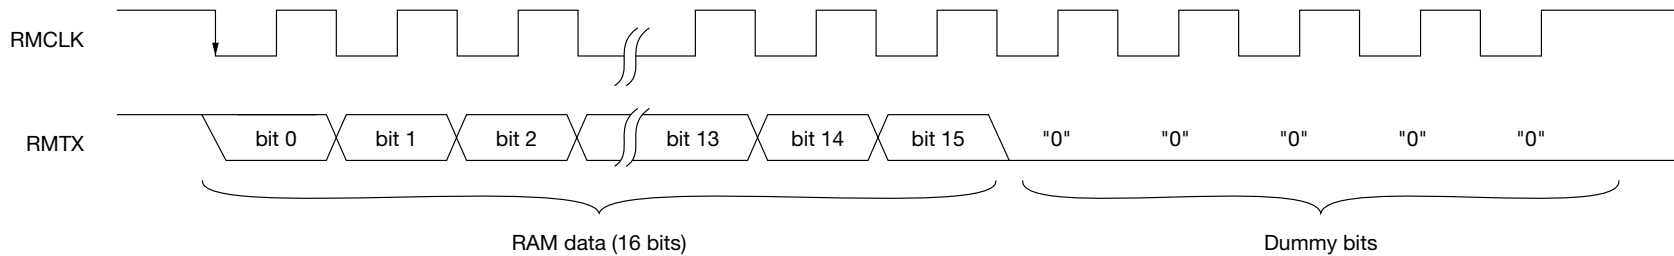 RMCLK
RMTX
bit 0 bit 1 bit 2 bit 13 bit 14 bit 15 "0" "0" "0" "0" "0"
RAM data (16 bits) Dummy bits